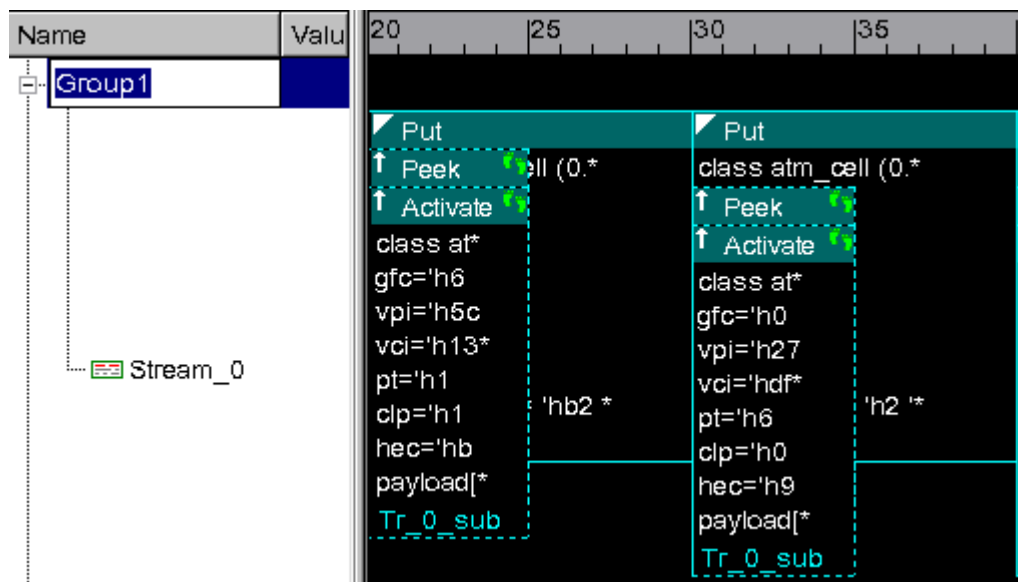 Name Valu 20 25 30 35
Group1
Put Put
Peek ell (0.* class atm_cell (0.*
Activate Peek
class at* Activate
gfc='h6 class at*
vpi='h5c gfc='h0
vci='h13* vpi='h27
Stream_0 pt='h1 vci='hdf*
clp='h1 'hb2 * pt='h6 'h2 '*
hec='hb clp='h0
payload[* hec='h9
Tr_0_sub payload[*
Tr_0_sub